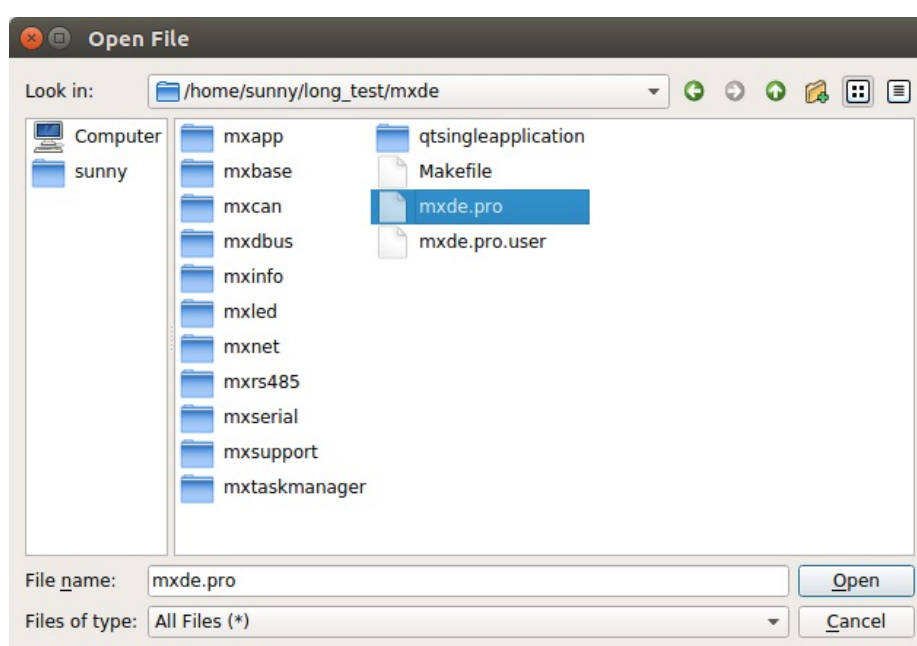 Open File
Look in: /home/sunny/long_test/mxde
Computer
sunny
mxapp
mxbase
mxcan
mxdbus
mxinfo
mxled
mxnet
mxrs485
mxserial
mxsupport
mxtaskmanager
qtsingleapplication
Makefile
mxde.pro
mxde.pro.user
File name: mxde.pro Open
Files of type: All Files (*) Cancel